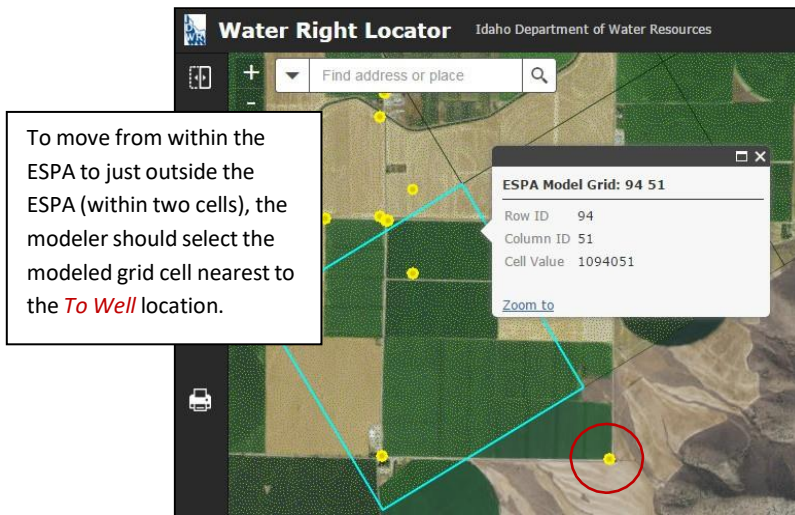 Water Right Locator Idaho Department of Water Resources
+ Find address or place
-
To move from within the
ESPA to just outside the
ESPA (within two cells), the
modeler should select the
modeled grid cell nearest to
the To Well location.
ESPA Model Grid: 94 51
Row ID 94
Column ID 51
Cell Value 1094051
Zoom to